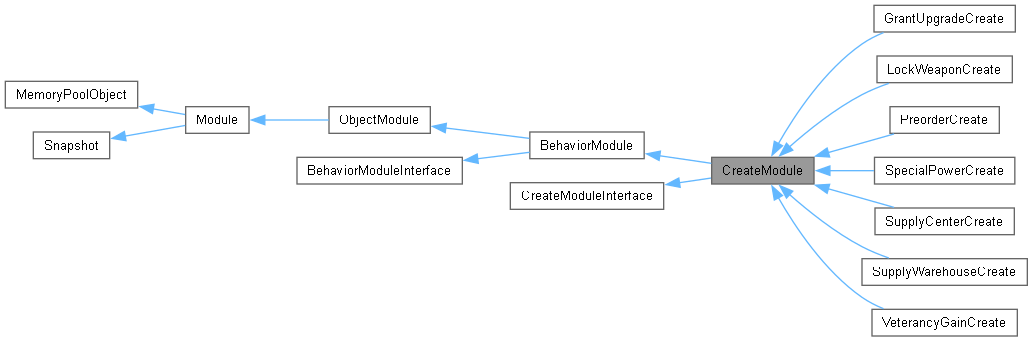 GrantUpgradeCreate
LockWeaponCreate
MemoryPoolObject
Module
ObjectModule
PreorderCreate
Snapshot
BehaviorModule
BehaviorModuleInterface
CreateModule
SpecialPowerCreate
CreateModuleInterface
SupplyCenterCreate
SupplyWarehouseCreate
VeterancyGainCreate